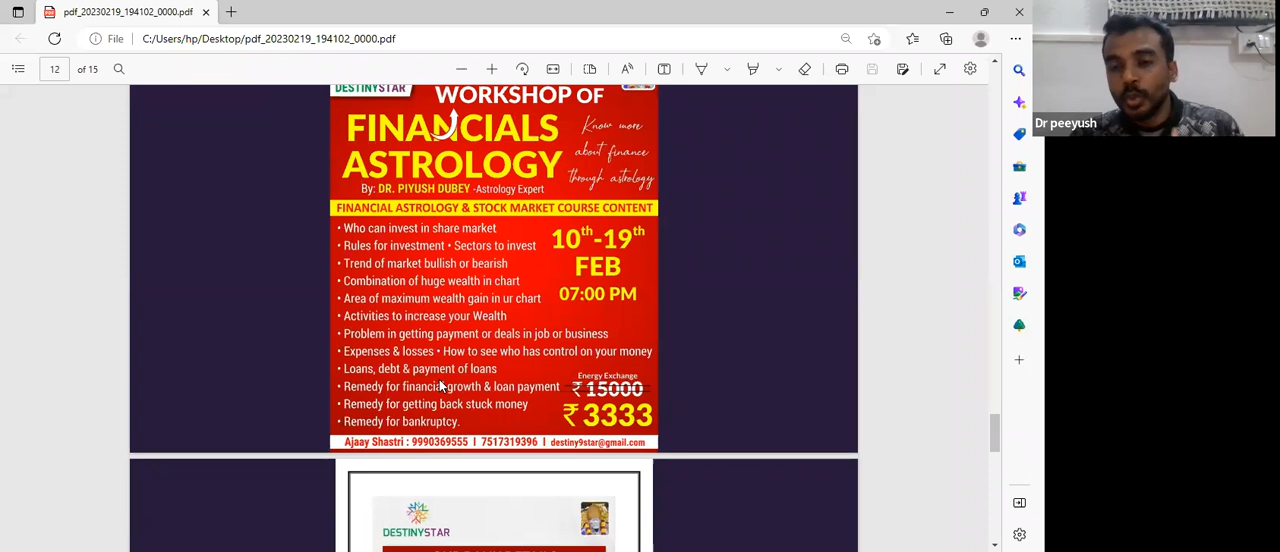 pdf_20230219_194102_0000.pdf
File
C:/Users/hp/Desktop/pdf_20230219_194102_0000.pdf
12 of 15
DESTINYSTAR
WORKSHOP OF
FINANCIALS
ASTROLOGY
Know more
about finance
through astrology
By: DR. PIYUSH DUBEY -Astrology Expert
FINANCIAL ASTROLOGY & STOCK MARKET COURSE CONTENT
• Who can invest in share market
• Rules for investment • Sectors to invest
• Trend of market bullish or bearish
• Combination of huge wealth in chart
• Area of maximum wealth gain in ur chart
• Activities to increase your Wealth
• Problem in getting payment or deals in job or business
• Expenses & losses • How to see who has control on your money
• Loans, debt & payment of loans
• Remedy for financial growth & loan payment
• Remedy for getting back stuck money
• Remedy for bankruptcy.
10th-19th
FEB
07:00 PM
Energy Exchange
₹ 15000
₹ 3333
Ajaay Shastri : 9990369555 I 7517319396 I destiny9star@gmail.com
DESTINYSTAR
Dr peeyush